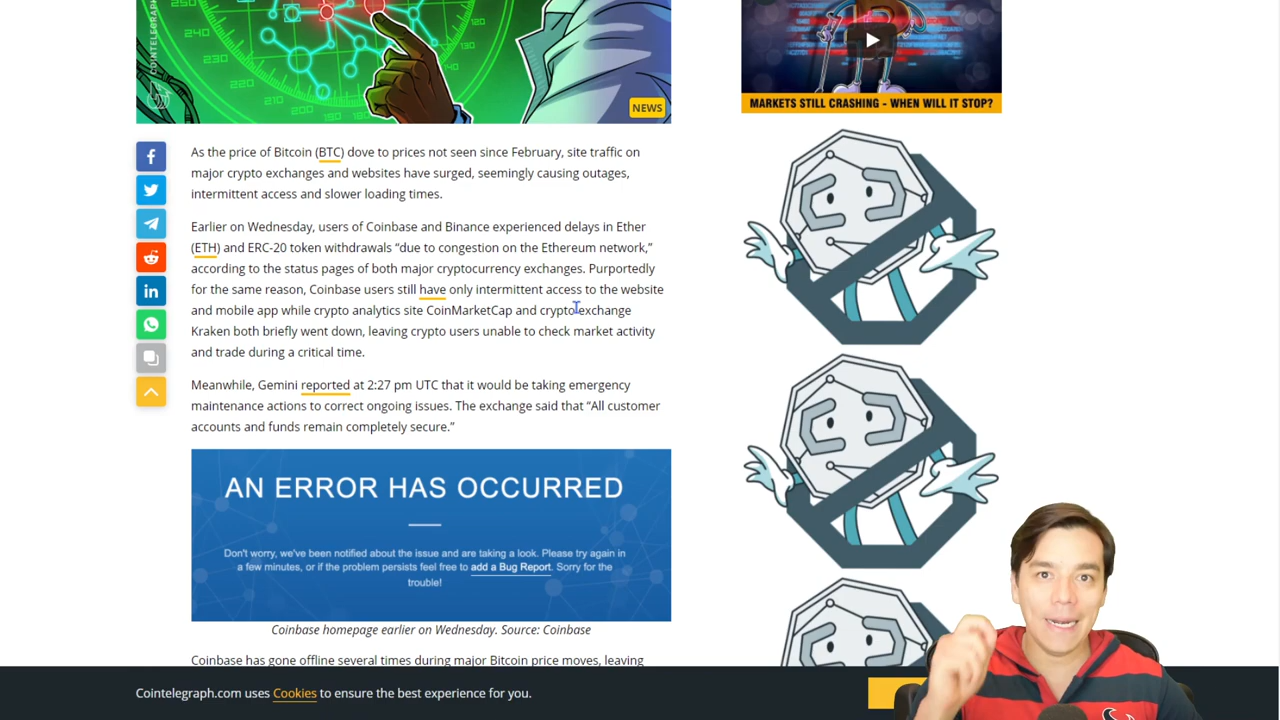 COINTELEGRAPH
240
250
260
210
220
230
120
110
NEWS
MARKETS STILL CRASHING - WHEN WILL IT STOP?
As the price of Bitcoin (BTC) dove to prices not seen since February, site traffic on
major crypto exchanges and websites have surged, seemingly causing outages,
intermittent access and slower loading times.
Earlier on Wednesday, users of Coinbase and Binance experienced delays in Ether
(ETH) and ERC-20 token withdrawals “due to congestion on the Ethereum network,”
according to the status pages of both major cryptocurrency exchanges. Purportedly
for the same reason, Coinbase users still have only intermittent access to the website
and mobile app while crypto analytics site CoinMarketCap and crypto exchange
Kraken both briefly went down, leaving crypto users unable to check market activity
and trade during a critical time.
Meanwhile, Gemini reported at 2:27 pm UTC that it would be taking emergency
maintenance actions to correct ongoing issues. The exchange said that “All customer
accounts and funds remain completely secure.”
AN ERROR HAS OCCURRED
Don't worry, we've been notified about the issue and are taking a look. Please try again in
a few minutes, or if the problem persists feel free to add a Bug Report. Sorry for the
trouble!
Coinbase homepage earlier on Wednesday. Source: Coinbase
Coinbase has gone offline several times during major Bitcoin price moves, leaving
Cointelegraph.com uses Cookies to ensure the best experience for you.